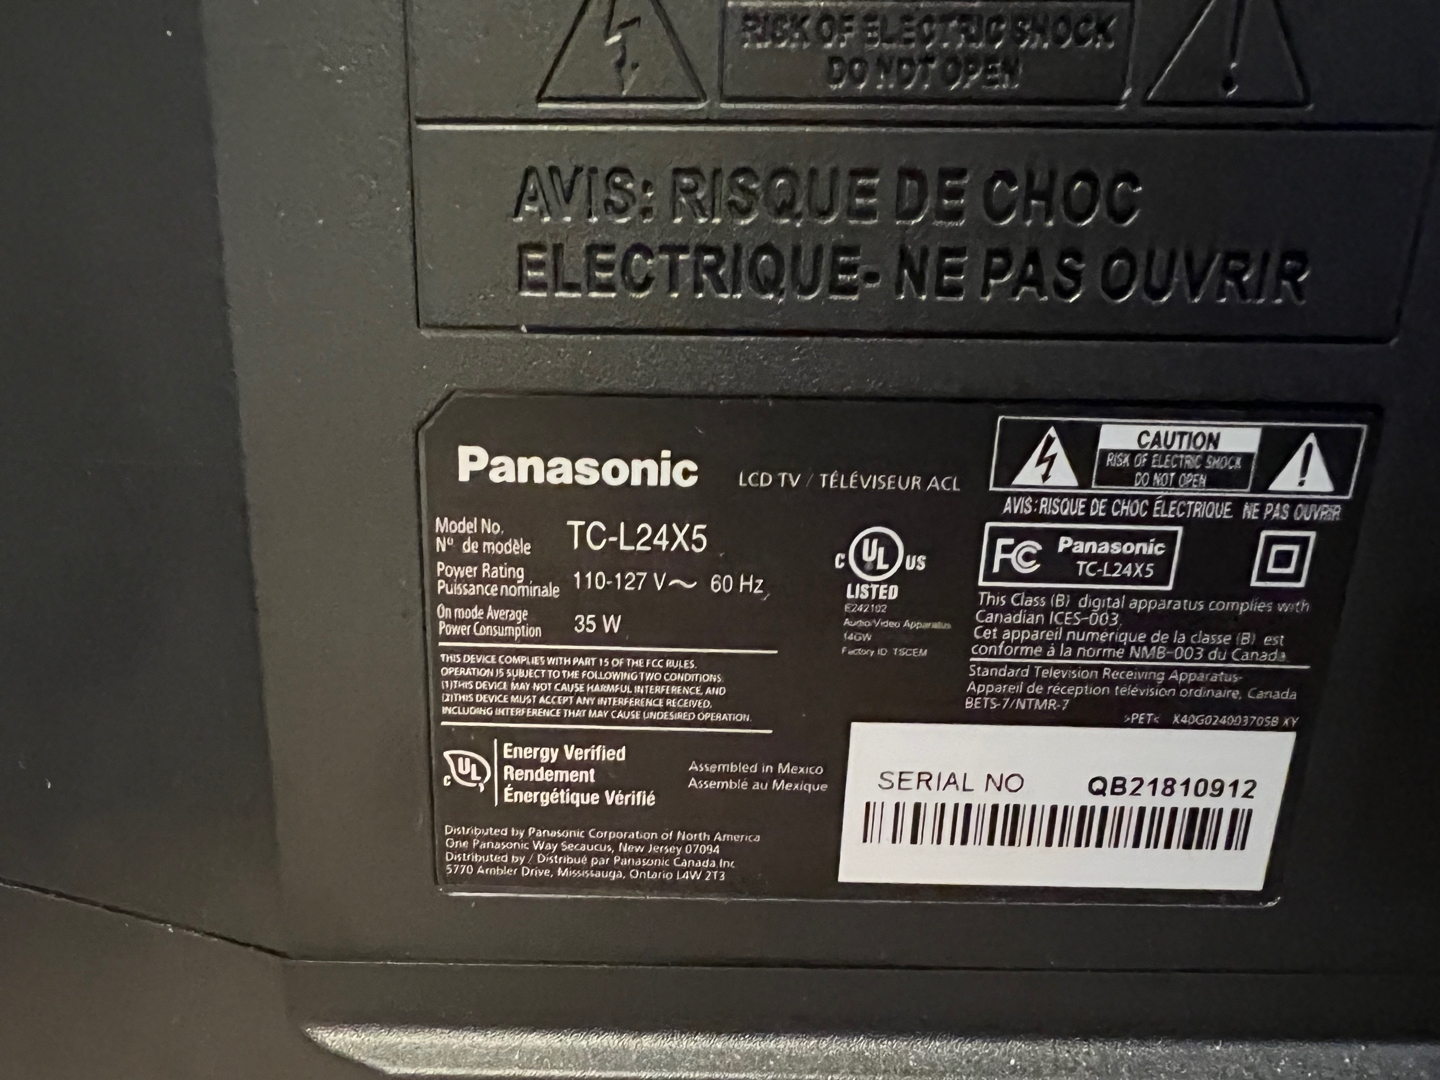 RISK OF ELECTRIC SHOCK
DO NOT OPEN
AVIS: RISQUE DE CHOC
ELECTRIQUE- NE PAS OUVRIR
Panasonic
LCD TV / TÉLÉVISEUR ACL
CAUTION
RISK OF ELECTRIC SHOCK
DO NOT OPEN
AVIS:RISQUE DE CHOC ÉLECTRIQUE. NE PAS OUVRIR
Model No.
N° de modèle
TC-L24X5
Power Rating
Puissance nominale
110-127 V～ 60 Hz
On mode Average
Power Consumption
35 W
C UL US
LISTED
E242102
Audio/Video Apparatus
14GW
Factory ID: TSCEM
FC
Panasonic
TC-L24X5
This Class (B) digital apparatus complies with
Canadian ICES-003.
Cet appareil numérique de la classe (B) est
conforme à la norme NMB-003 du Canada
Standard Television Receiving Apparatus-
Appareil de réception télévision ordinaire, Canada
BETS-7/NTMR-7
>PET< X40G02400370SB XY
THIS DEVICE COMPLIES WITH PART 15 OF THE FCC RULES.
OPERATION IS SUBJECT TO THE FOLLOWING TWO CONDITIONS:
(1)THIS DEVICE MAY NOT CAUSE HARMFUL INTERFERENCE, AND
(2)THIS DEVICE MUST ACCEPT ANY INTERFERENCE RECEIVED,
INCLUDING INTERFERENCE THAT MAY CAUSE UNDESIRED OPERATION.
C UL
Energy Verified
Rendement
Énergétique Vérifié
Assembled in Mexico
Assemblé au Mexique
Distributed by Panasonic Corporation of North America
One Panasonic Way Secaucus, New Jersey 07094
Distributed by / Distribué par Panasonic Canada Inc
5770 Ambler Drive, Mississauga, Ontario L4W 2T3
SERIAL NO QB21810912